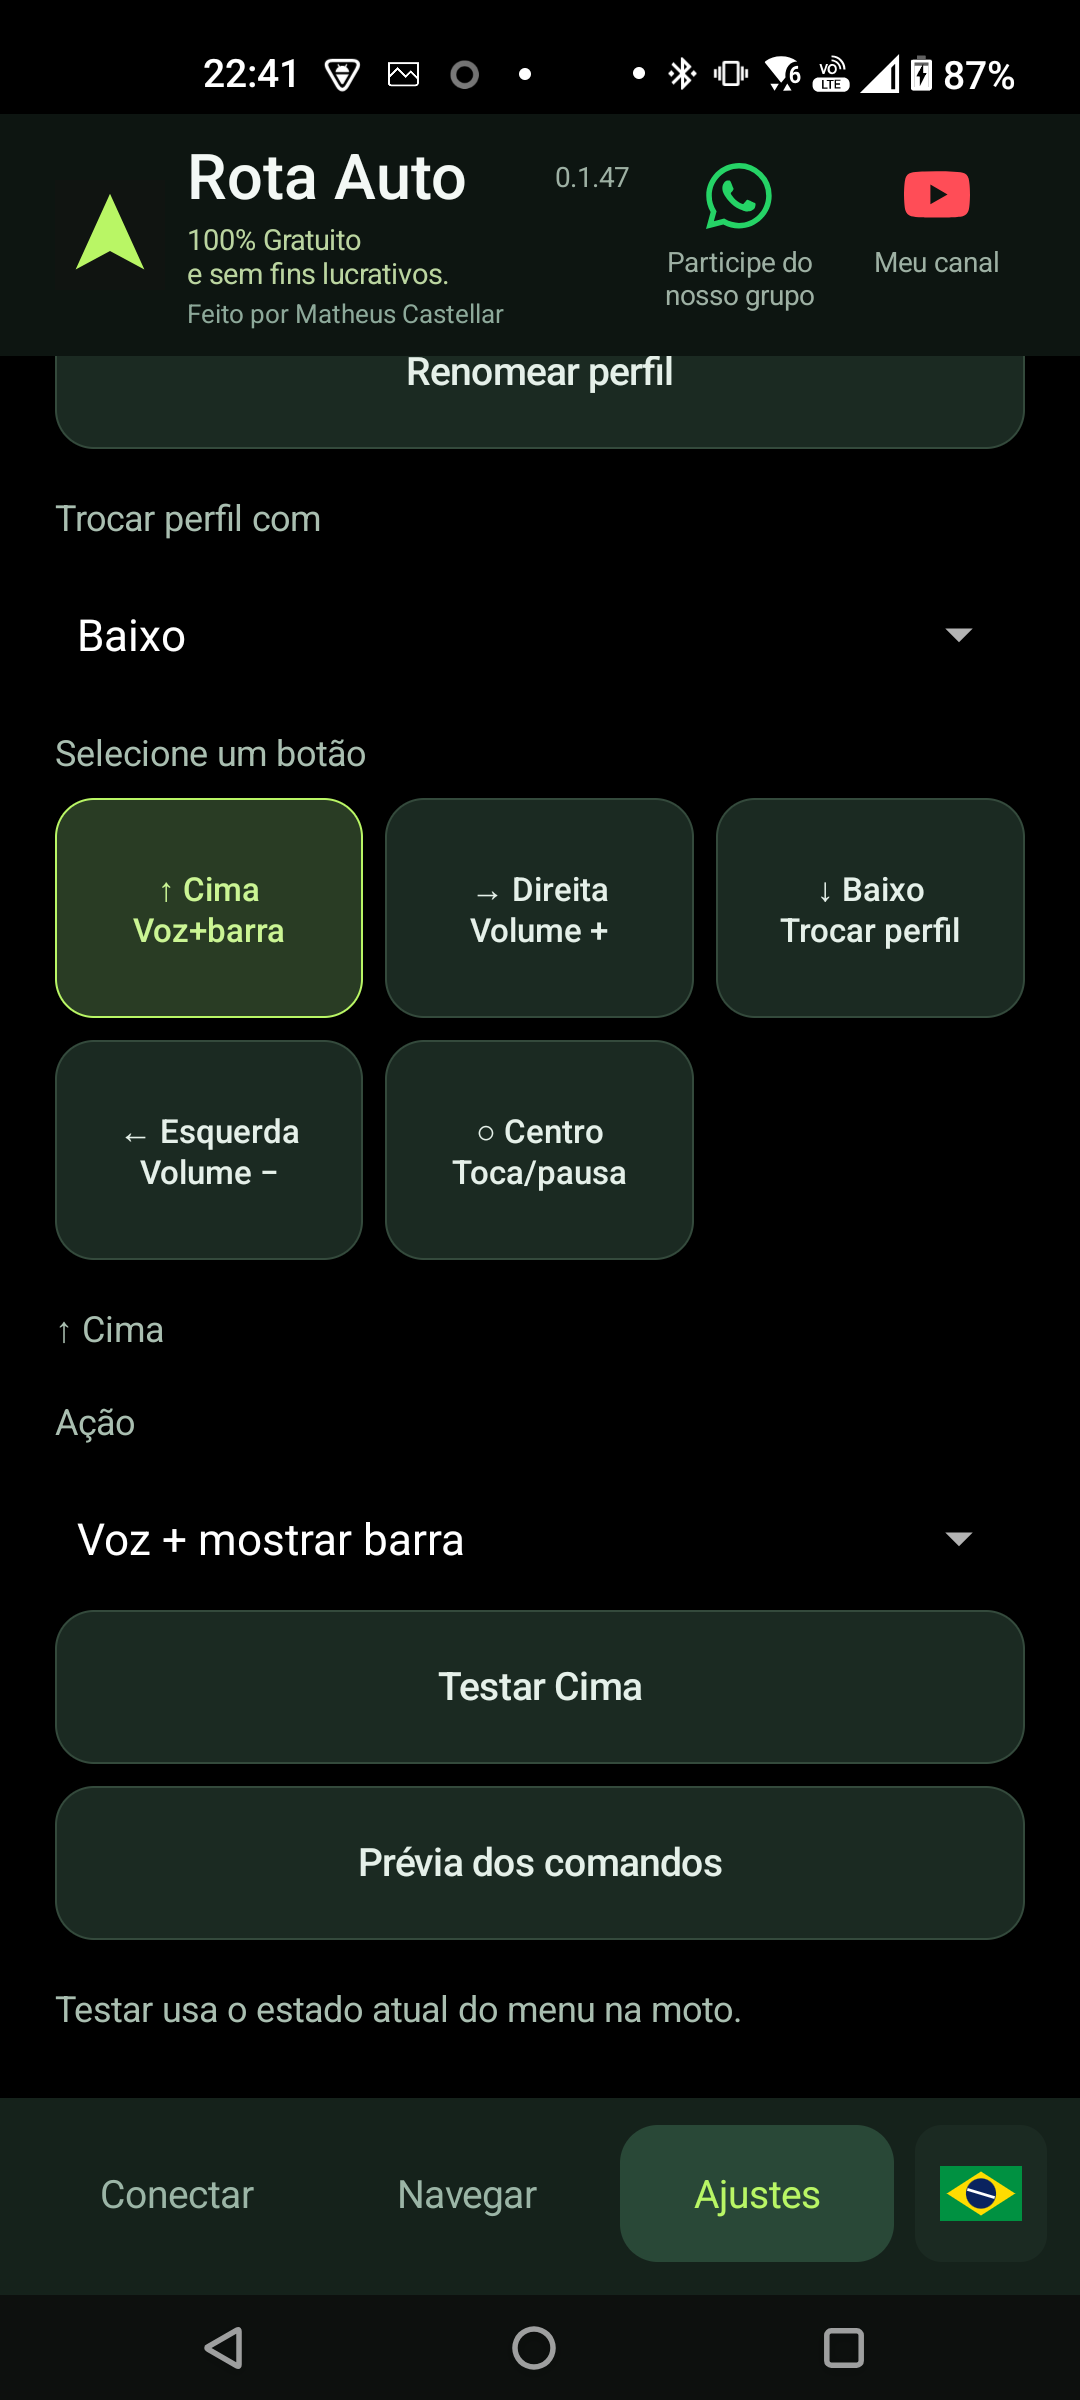 22:41
6
VO
LTE
87%
Rota Auto
0.1.47
100% Gratuito
e sem fins lucrativos.
Feito por Matheus Castellar
Participe do
nosso grupo
Meu canal
Renomear perfil
Trocar perfil com
Baixo
Selecione um botão
↑ Cima
Voz+barra
→ Direita
Volume +
↓ Baixo
Trocar perfil
← Esquerda
Volume −
○ Centro
Toca/pausa
↑ Cima
Ação
Voz + mostrar barra
Testar Cima
Prévia dos comandos
Testar usa o estado atual do menu na moto.
Conectar
Navegar
Ajustes